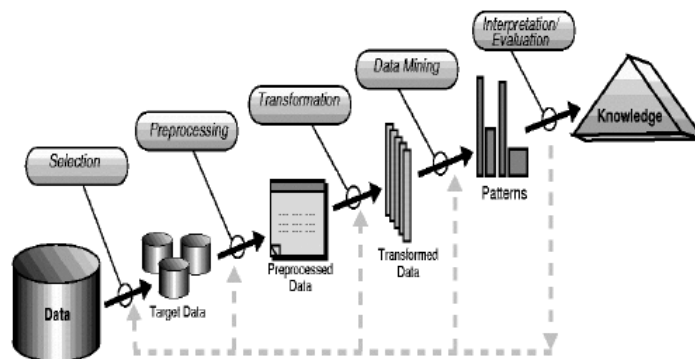 Interpretation/
Evaluation
Data Mining
Transformation
Preprocessing
Selection
Knowledge
Patterns
Transformed
Data
Preprocessed
Data
Target Data
Data